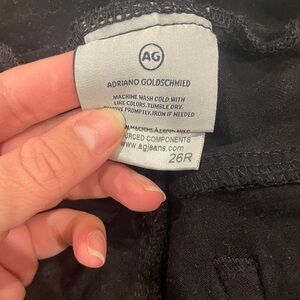 AG
ADRIANO GOLDSCHMIED
MACHINE WASH COLD WITH
LIKE COLORS. TUMBLE DRY.
PROMPTLY. IRON IF NEEDED
COMPONENTS
www.agjeans.com
26R